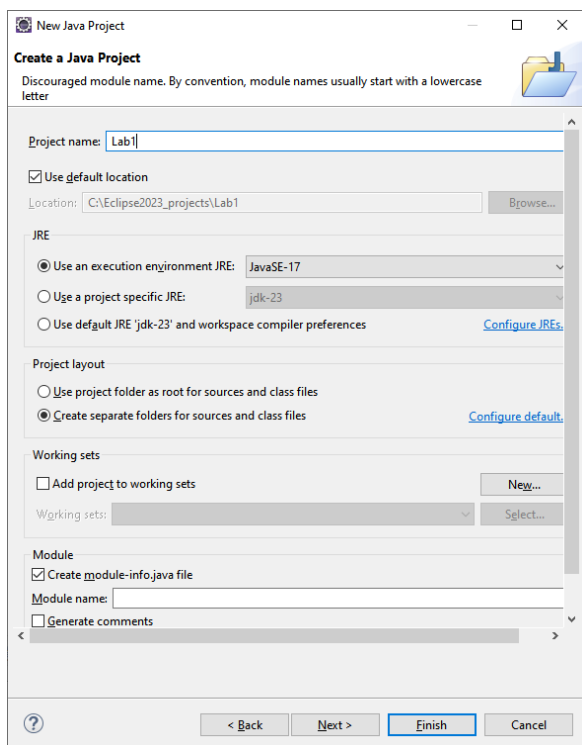 New Java Project
Create a Java Project
Discouraged module name. By convention, module names usually start with a lowercase
letter
Project name: Lab1
Use default location
Location: C:\Eclipse2023_projects\Lab1 Browse...
JRE
Use an execution environment JRE: JavaSE-17
Use a project specific JRE: jdk-23
Use default JRE 'jdk-23' and workspace compiler preferences Configure JREs.
Project layout
Use project folder as root for sources and class files
Create separate folders for sources and class files Configure default.
Working sets
Add project to working sets New...
Working sets: Select...
Module
Create module-info.java file
Module name:
Generate comments
? < Back Next > Finish Cancel